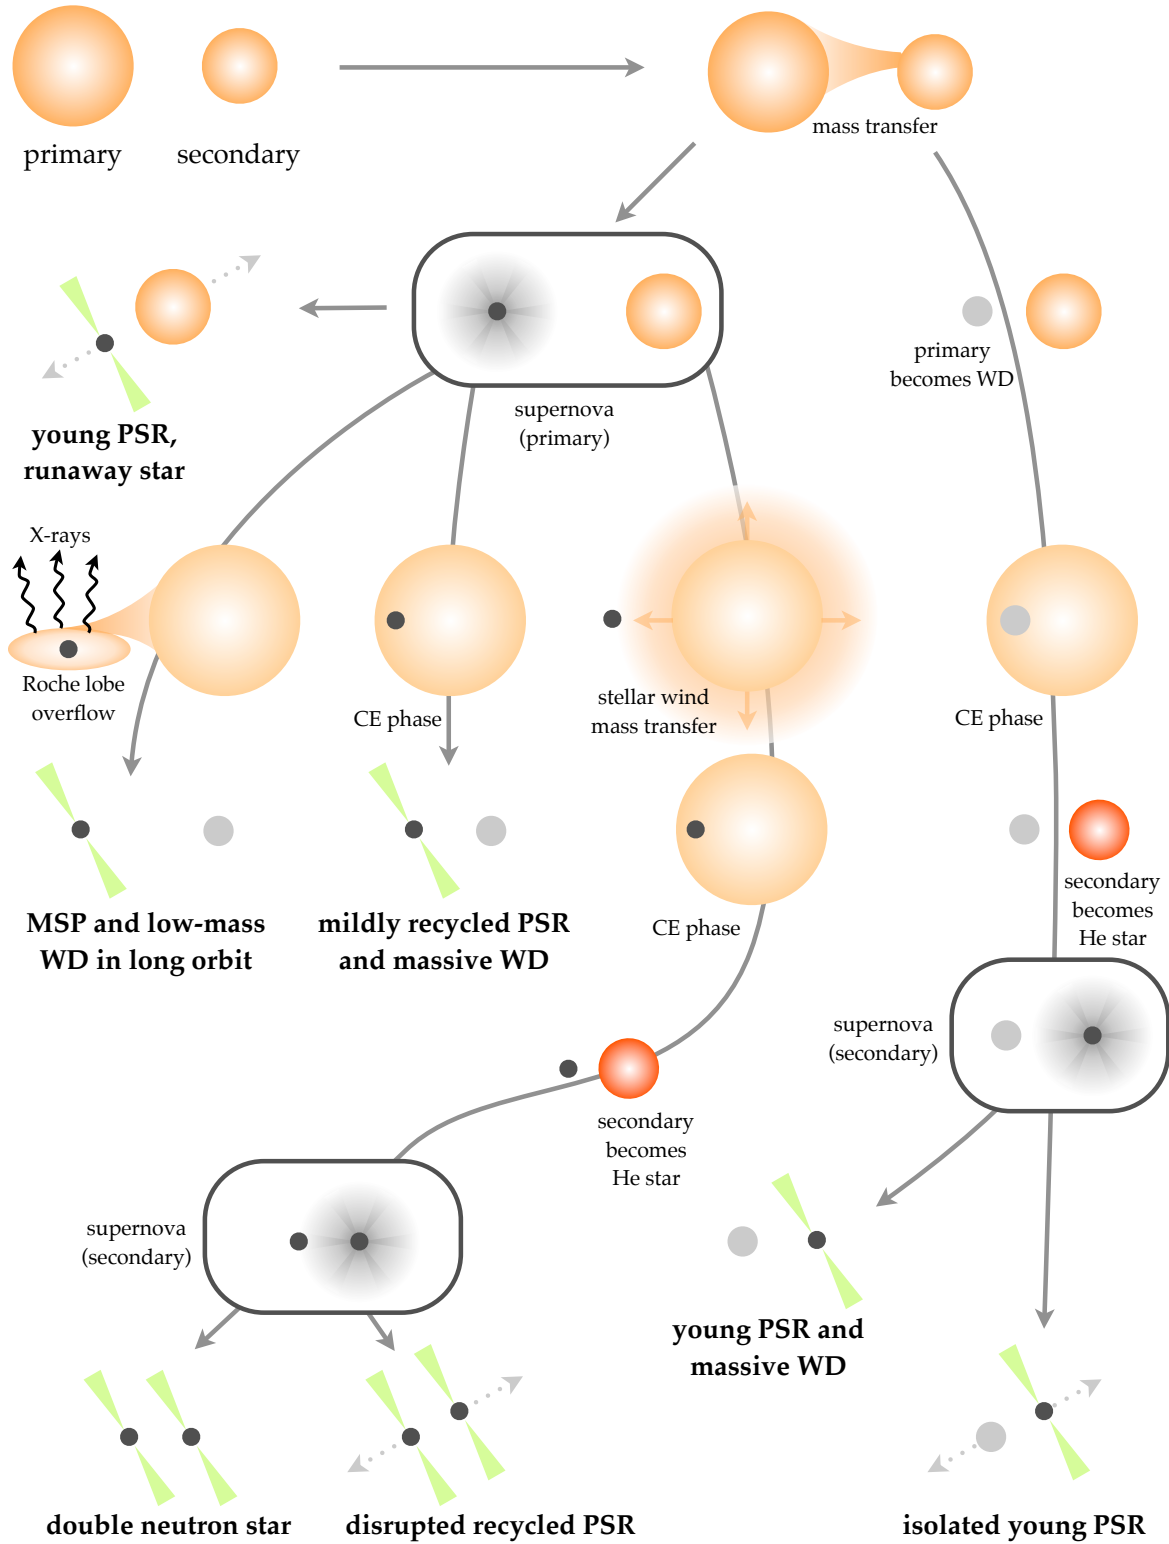 primary
secondary
mass transfer
primary
becomes WD
supernova
(primary)
young PSR,
runaway star
X-rays
Roche lobe
overflow
CE phase
stellar wind
mass transfer
CE phase
MSP and low-mass
WD in long orbit
mildly recycled PSR
and massive WD
CE phase
secondary
becomes
He star
supernova
(secondary)
secondary
becomes
He star
supernova
(secondary)
young PSR and
massive WD
double neutron star
disrupted recycled PSR
isolated young PSR